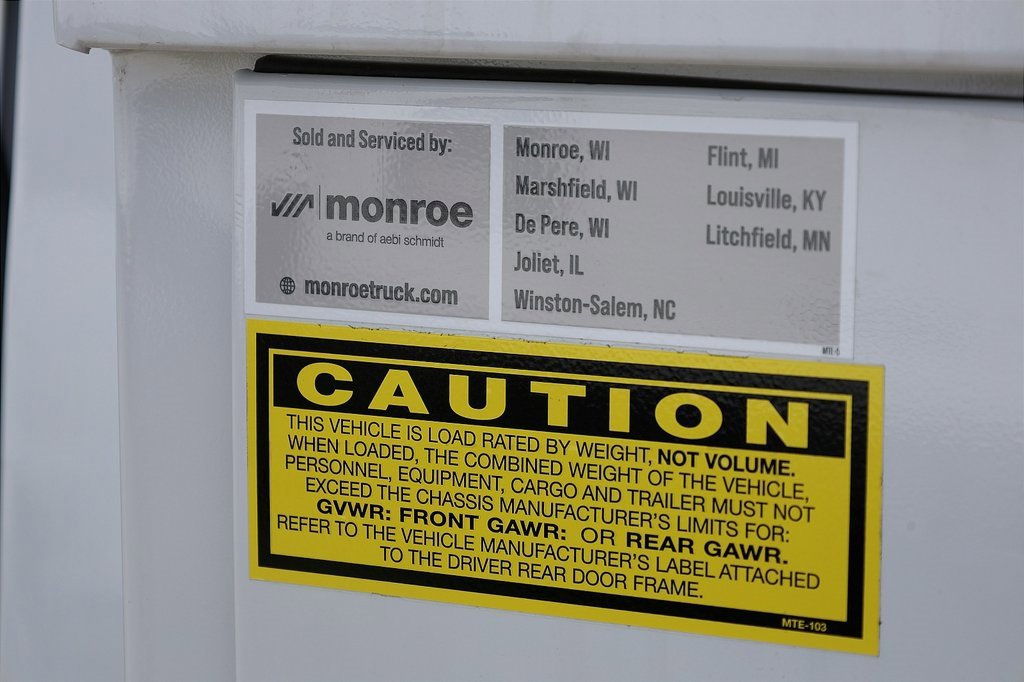 Sold and Serviced by:
monroe
a brand of aebi schmidt
monroetruck.com
Monroe, WI
Marshfield, WI
De Pere, WI
Joliet, IL
Winston-Salem, NC
Flint, MI
Louisville, KY
Litchfield, MN
CAUTION
THIS VEHICLE IS LOAD RATED BY WEIGHT, NOT VOLUME.
WHEN LOADED, THE COMBINED WEIGHT OF THE VEHICLE,
PERSONNEL, EQUIPMENT, CARGO AND TRAILER MUST NOT
EXCEED THE CHASSIS MANUFACTURER'S LIMITS FOR:
GVWR: FRONT GAWR: OR REAR GAWR.
REFER TO THE VEHICLE MANUFACTURER'S LABEL ATTACHED
TO THE DRIVER REAR DOOR FRAME.
MTE-103